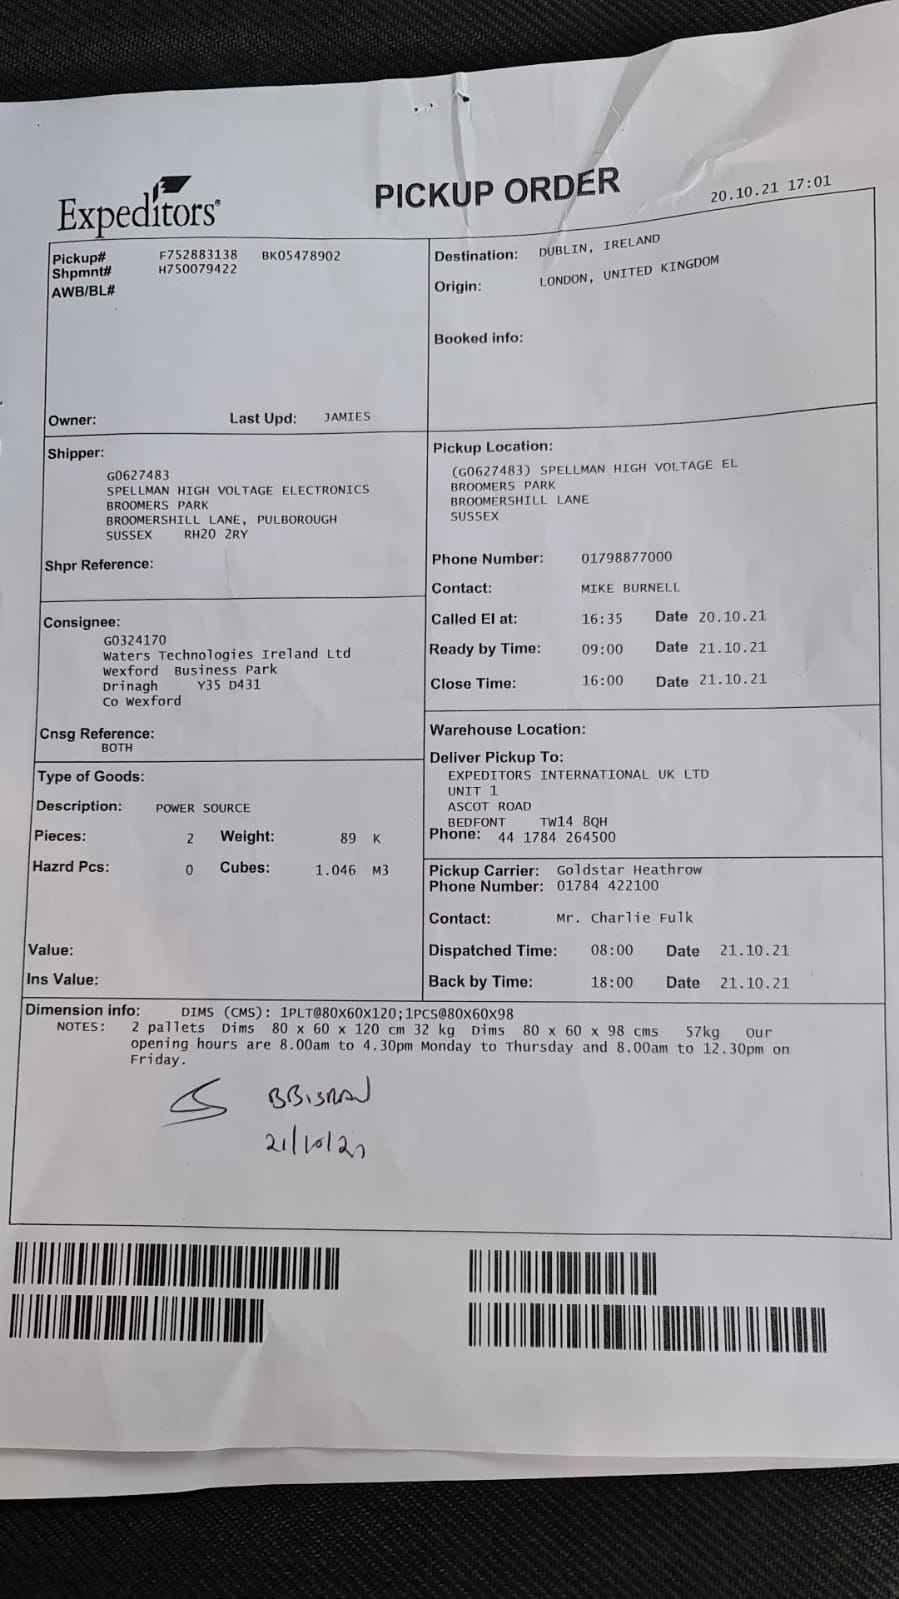 Expeditors®
PICKUP ORDER
20.10.21 17:01
Pickup# F752883138 BK05478902
Shpmnt# H750079422
AWB/BL#
Owner: Last Upd: JAMIES
Destination: DUBLIN, IRELAND
Origin: LONDON, UNITED KINGDOM
Booked info:
Shipper:
G0627483
SPELLMAN HIGH VOLTAGE ELECTRONICS
BROOMERS PARK
BROOMERSHILL LANE, PULBOROUGH
SUSSEX RH20 2RY
Shpr Reference:
Consignee:
G0324170
Waters Technologies Ireland Ltd
Wexford Business Park
Drinagh Y35 D431
Co Wexford
Cnsg Reference:
BOTH
Type of Goods:
Description: POWER SOURCE
Pieces: 2 Weight: 89 K
Hazrd Pcs: 0 Cubes: 1.046 M3
Value:
Ins Value:
Pickup Location:
(G0627483) SPELLMAN HIGH VOLTAGE EL
BROOMERS PARK
BROOMERSHILL LANE
SUSSEX
Phone Number: 01798877000
Contact: MIKE BURNELL
Called EI at: 16:35 Date 20.10.21
Ready by Time: 09:00 Date 21.10.21
Close Time: 16:00 Date 21.10.21
Warehouse Location:
Deliver Pickup To:
EXPEDITORS INTERNATIONAL UK LTD
UNIT 1
ASCOT ROAD
BEDFONT TW14 8QH
Phone: 44 1784 264500
Pickup Carrier: Goldstar Heathrow
Phone Number: 01784 422100
Contact: Mr. Charlie Fulk
Dispatched Time: 08:00 Date 21.10.21
Back by Time: 18:00 Date 21.10.21
Dimension info: DIMS (CMS): 1PLT@80X60X120;1PCS@80X60X98
NOTES: 2 pallets Dims 80 x 60 x 120 cm 32 kg Dims 80 x 60 x 98 cms 57kg Our
opening hours are 8.00am to 4.30pm Monday to Thursday and 8.00am to 12.30pm on
Friday.